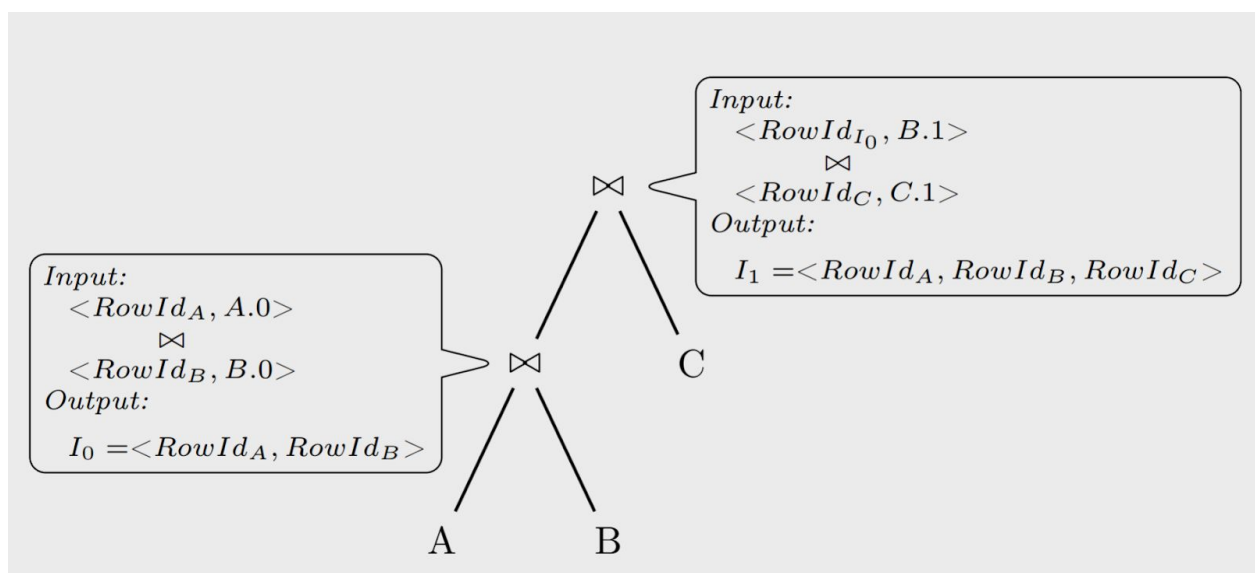 Input:
<RowId_{I_0}, B.1>
⋈
<RowId_C, C.1>
Output:
I_1 =<RowId_A, RowId_B, RowId_C>
⋈
Input:
<RowId_A, A.0>
⋈
<RowId_B, B.0>
Output:
I_0 =<RowId_A, RowId_B>
⋈
C
A
B